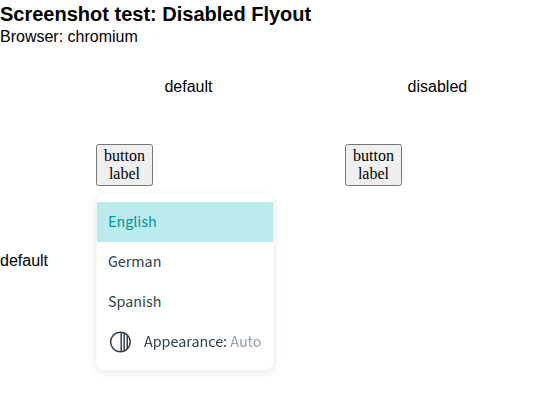 Screenshot test: Disabled Flyout
Browser: chromium
default
disabled
button
label
button
label
default
English
German
Spanish
Appearance: Auto